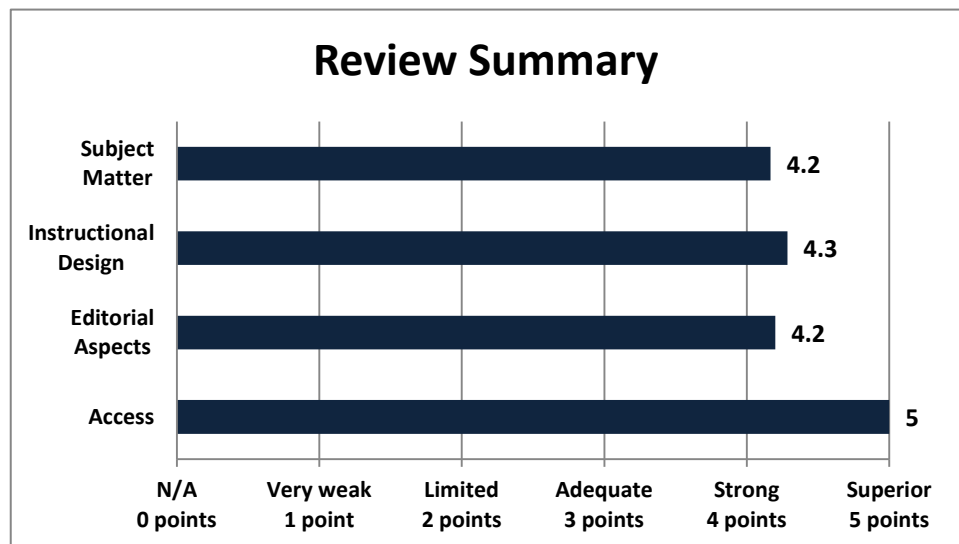 Review Summary
Subject
Matter
4.2
Instructional
Design
4.3
Editorial
Aspects
4.2
Access
5
N/A
0 points
Very weak
1 point
Limited
2 points
Adequate
3 points
Strong
4 points
Superior
5 points